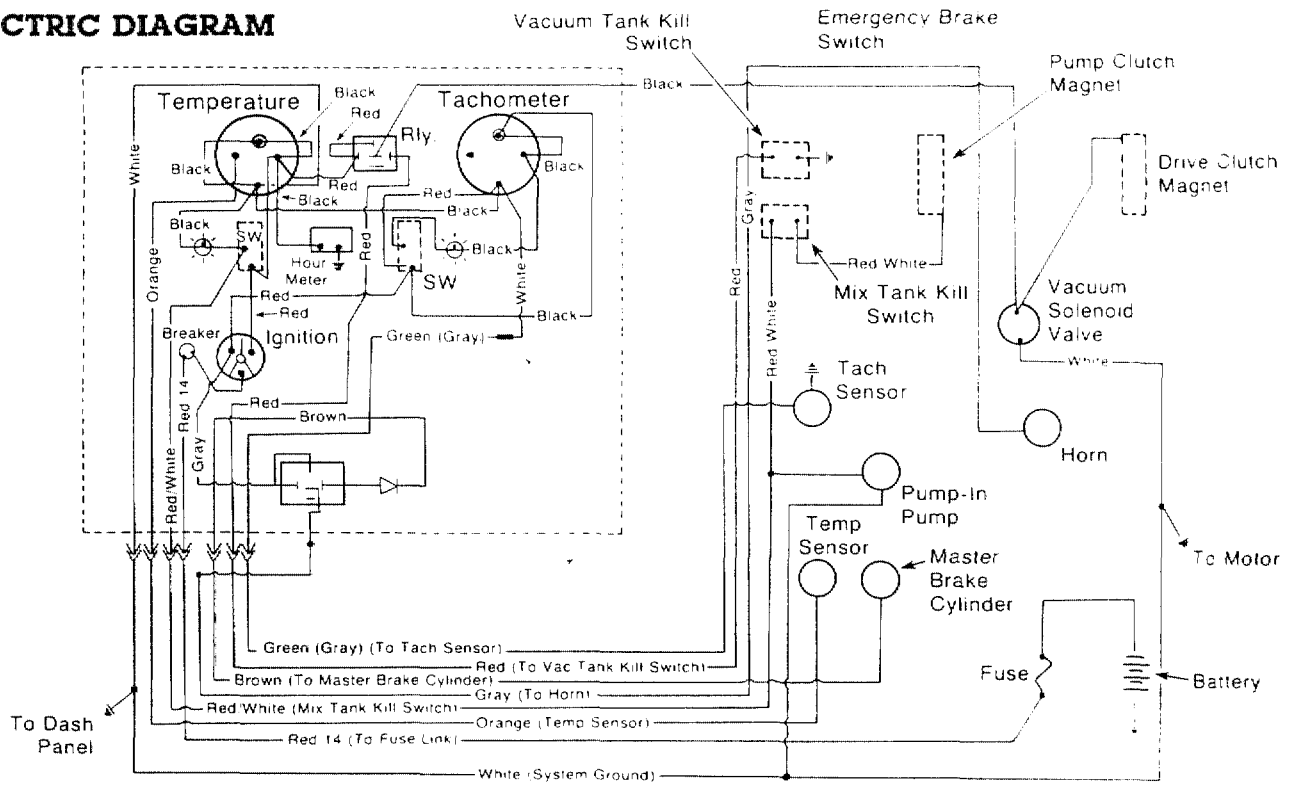 CTRIC DIAGRAM
Vacuum Tank Kill
Switch
Emergency Brake
Switch
Pump Clutch
Magnet
Black
Temperature
Black
Red
Tachometer
Rly.
White
Black
Red
Black
Drive Clutch
Magnet
Black
Red
Black
Gray
Black
SW
Orange
Hour
Meter
Red
Black
SW
White
Red White
Red
Mix Tank Kill
Switch
Vacuum
Solenoid
Valve
Red
Red
Black
Breaker
Ignition
Green (Gray)
Red White
White
Tach
Sensor
Red 14
Red
Brown
Gray
Red/White
Horn
Pump-In
Pump
Temp
Sensor
Master
Brake
Cylinder
To Motor
Green (Gray) (To Tach Sensor)
Red (To Vac Tank Kill Switch)
Brown (To Master Brake Cylinder)
Gray (To Horn)
Red/White (Mix Tank Kill Switch)
Orange (Temp Sensor)
Red 14 (To Fuse Link)
White (System Ground)
Fuse
Battery
To Dash
Panel